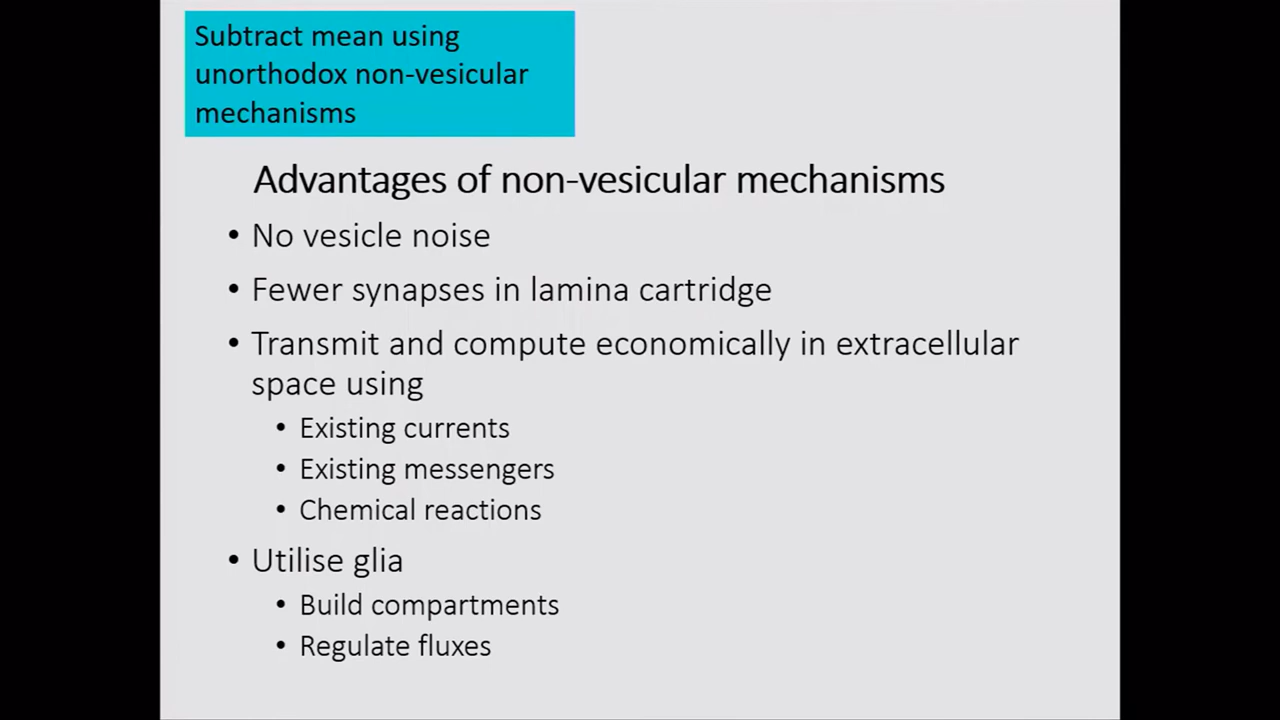 Subtract mean using
unorthodox non-vesicular
mechanisms
Advantages of non-vesicular mechanisms
• No vesicle noise
• Fewer synapses in lamina cartridge
• Transmit and compute economically in extracellular
space using
• Existing currents
• Existing messengers
• Chemical reactions
• Utilise glia
• Build compartments
• Regulate fluxes